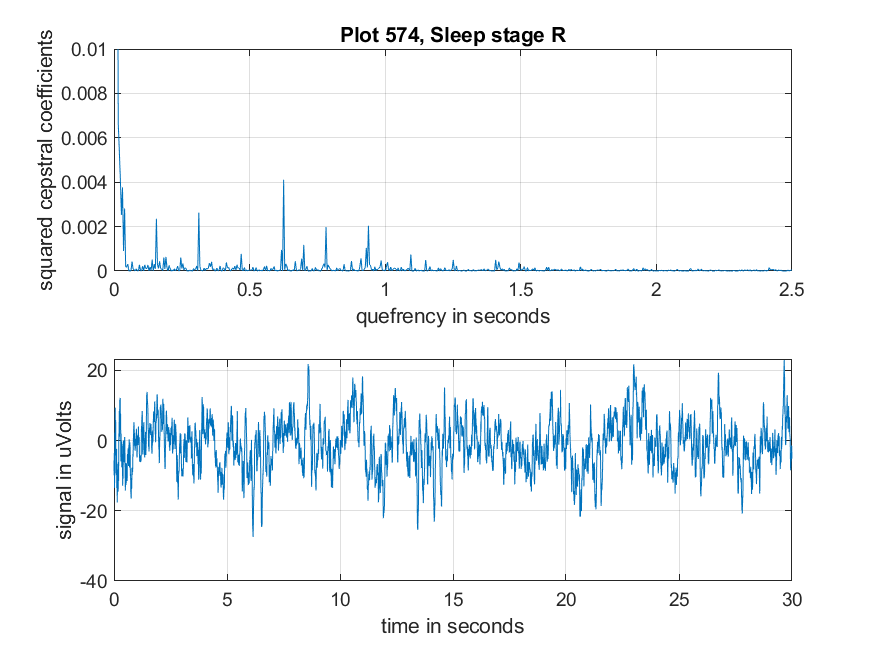 Plot 574, Sleep stage R
squared cepstral coefficients
0.01
0.008
0.006
0.004
0.002
0
0 0.5 1 1.5 2 2.5
quefrency in seconds
signal in uVolts
20
0
-20
-40
0 5 10 15 20 25 30
time in seconds